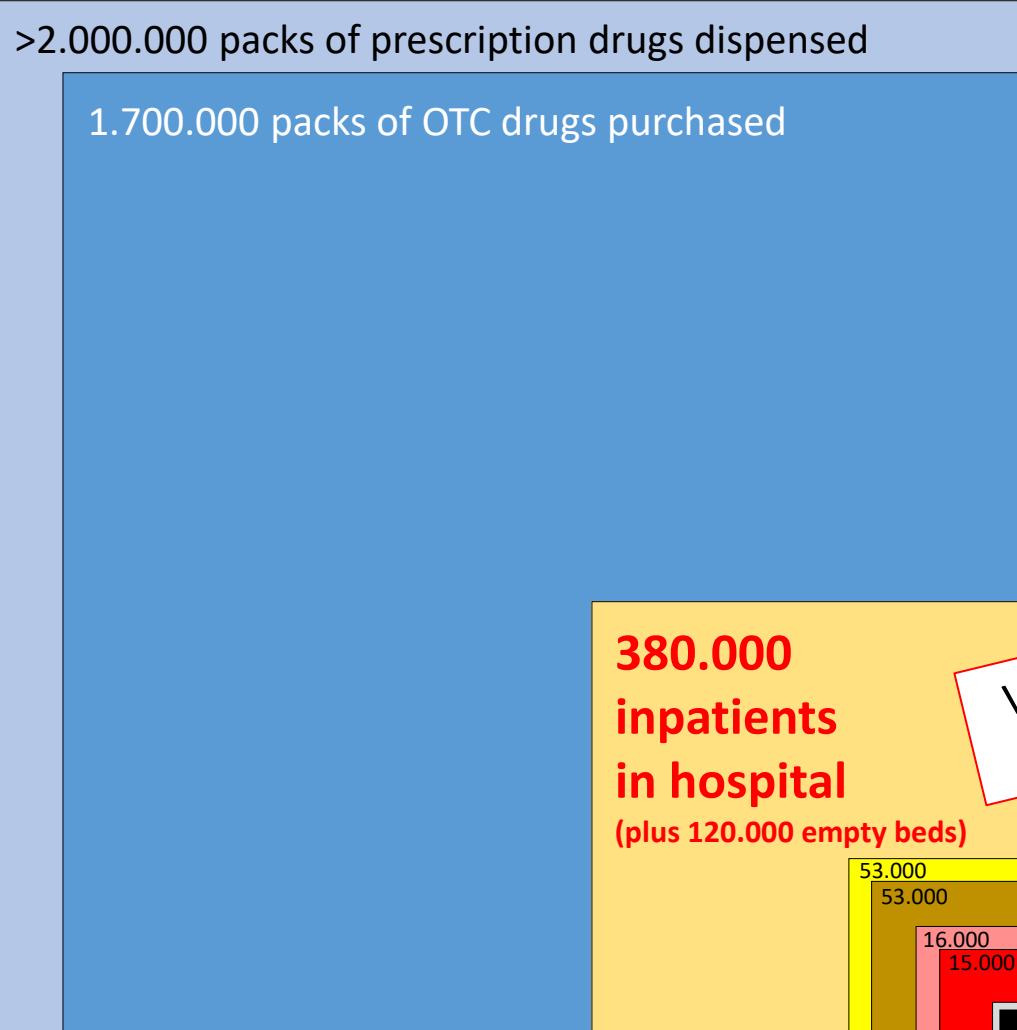 >2.000.000 packs of prescription drugs dispensed
1.700.000 packs of OTC drugs purchased
380.000
inpatients
in hospital
(plus 120.000 empty beds)
53.000
53.000
16.000
15.000